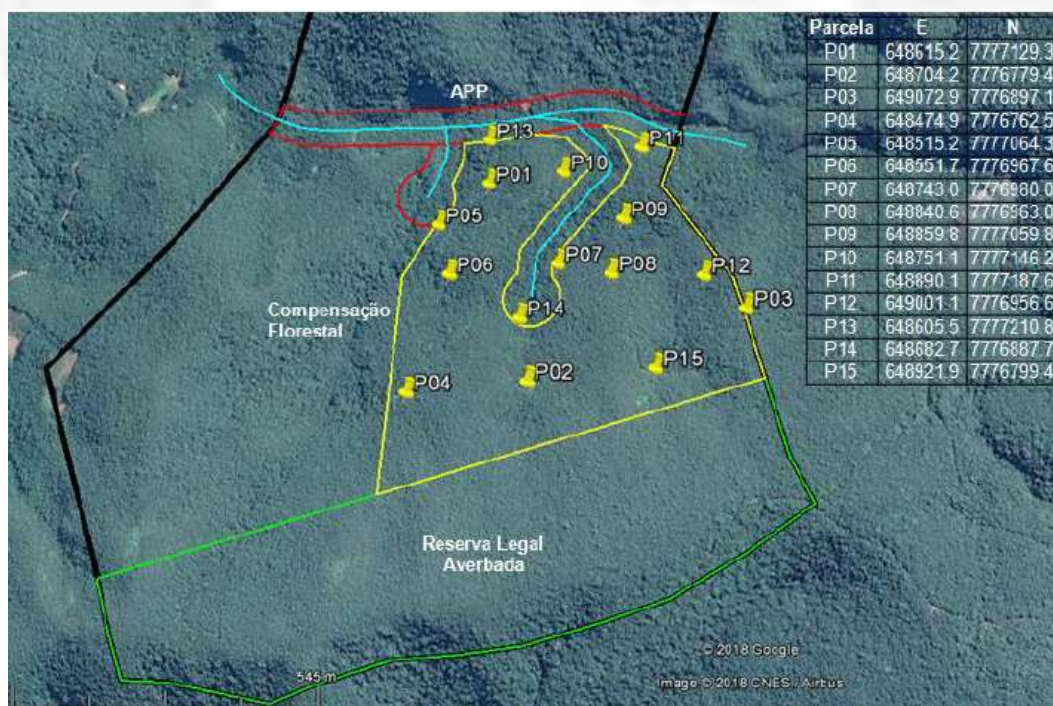 Parcela E N
P01 648615.2 7777129.3
P02 648704.2 7776779.4
P03 649072.9 7776897.1
P04 648474.9 7776762.5
P05 648515.2 7777064.3
P06 648551.7 7776967.6
P07 648743.0 7776980.0
P08 648840.6 7776963.0
P09 648859.8 7777059.8
P10 648751.1 7777146.2
P11 648890.1 7777187.6
P12 649001.1 7776956.6
P13 648605.5 7777210.8
P14 648682.7 7776887.7
P15 648921.9 7776799.4
APP
P13
P11
P10
P01
P09
P05
P07
P06
P08
P12
P03
P14
Compensação
Florestal
P15
P02
P04
Reserva Legal
Averbada
545 m
© 2018 Google
Image © 2018 CNES / Airbus